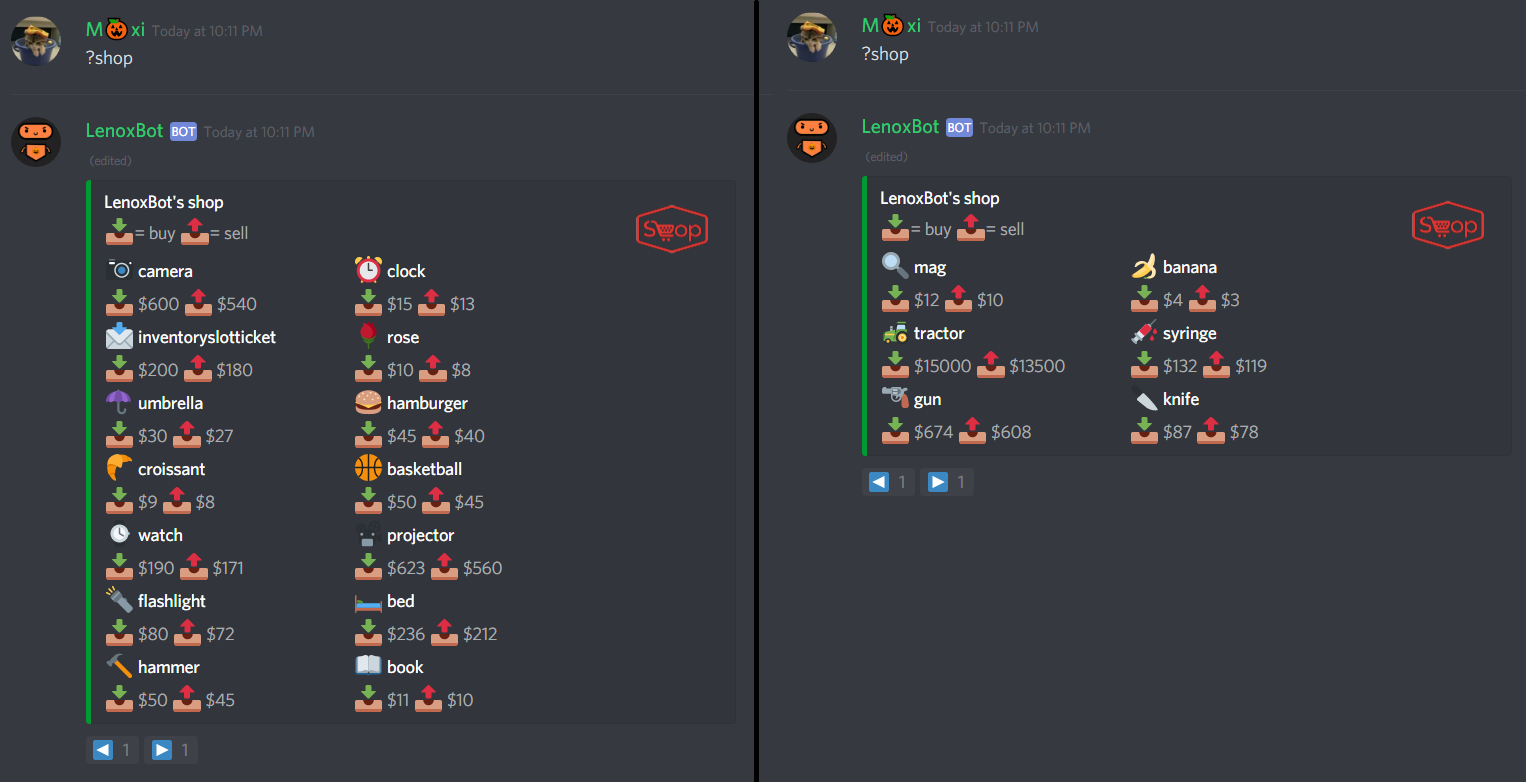 M🎃xi Today at 10:11 PM
?shop
LenoxBot BOT Today at 10:11 PM
(edited)
LenoxBot's shop
= buy = sell
Shop
camera clock
$600 $540 $15 $13
inventoryslotticket rose
$200 $180 $10 $8
umbrella hamburger
$30 $27 $45 $40
croissant basketball
$9 $8 $50 $45
watch projector
$190 $171 $623 $560
flashlight bed
$80 $72 $236 $212
hammer book
$50 $45 $11 $10
1 1
M🎃xi Today at 10:11 PM
?shop
LenoxBot BOT Today at 10:11 PM
(edited)
LenoxBot's shop
= buy = sell
Shop
mag banana
$12 $10 $4 $3
tractor syringe
$15000 $13500 $132 $119
gun knife
$674 $608 $87 $78
1 1